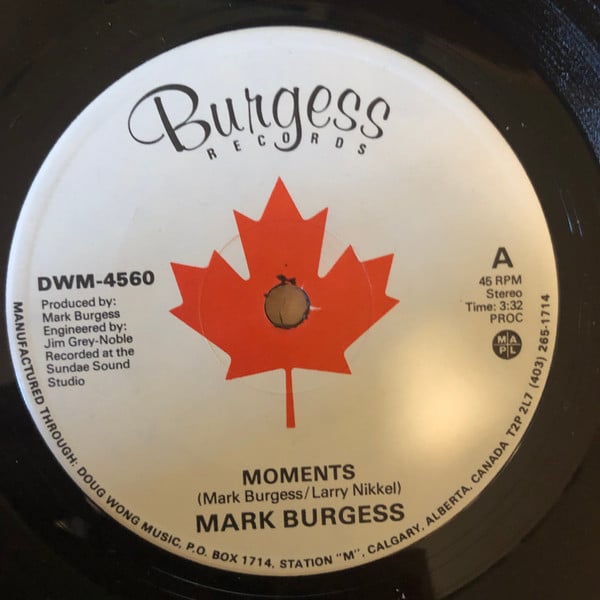 Burgess
RECORDS
DWM-4560
Produced by:
Mark Burgess
Engineered by:
Jim Grey-Noble
Recorded at the
Sundae Sound
Studio
A
45 RPM
Stereo
Time: 3:32
PROC
M A
P L
MOMENTS
(Mark Burgess/Larry Nikkel)
MARK BURGESS
MANUFACTURED THROUGH: DOUG WONG MUSIC, P.O. BOX 1714, STATION "M", CALGARY, ALBERTA, CANADA T2P 2L7 (403) 265-1714